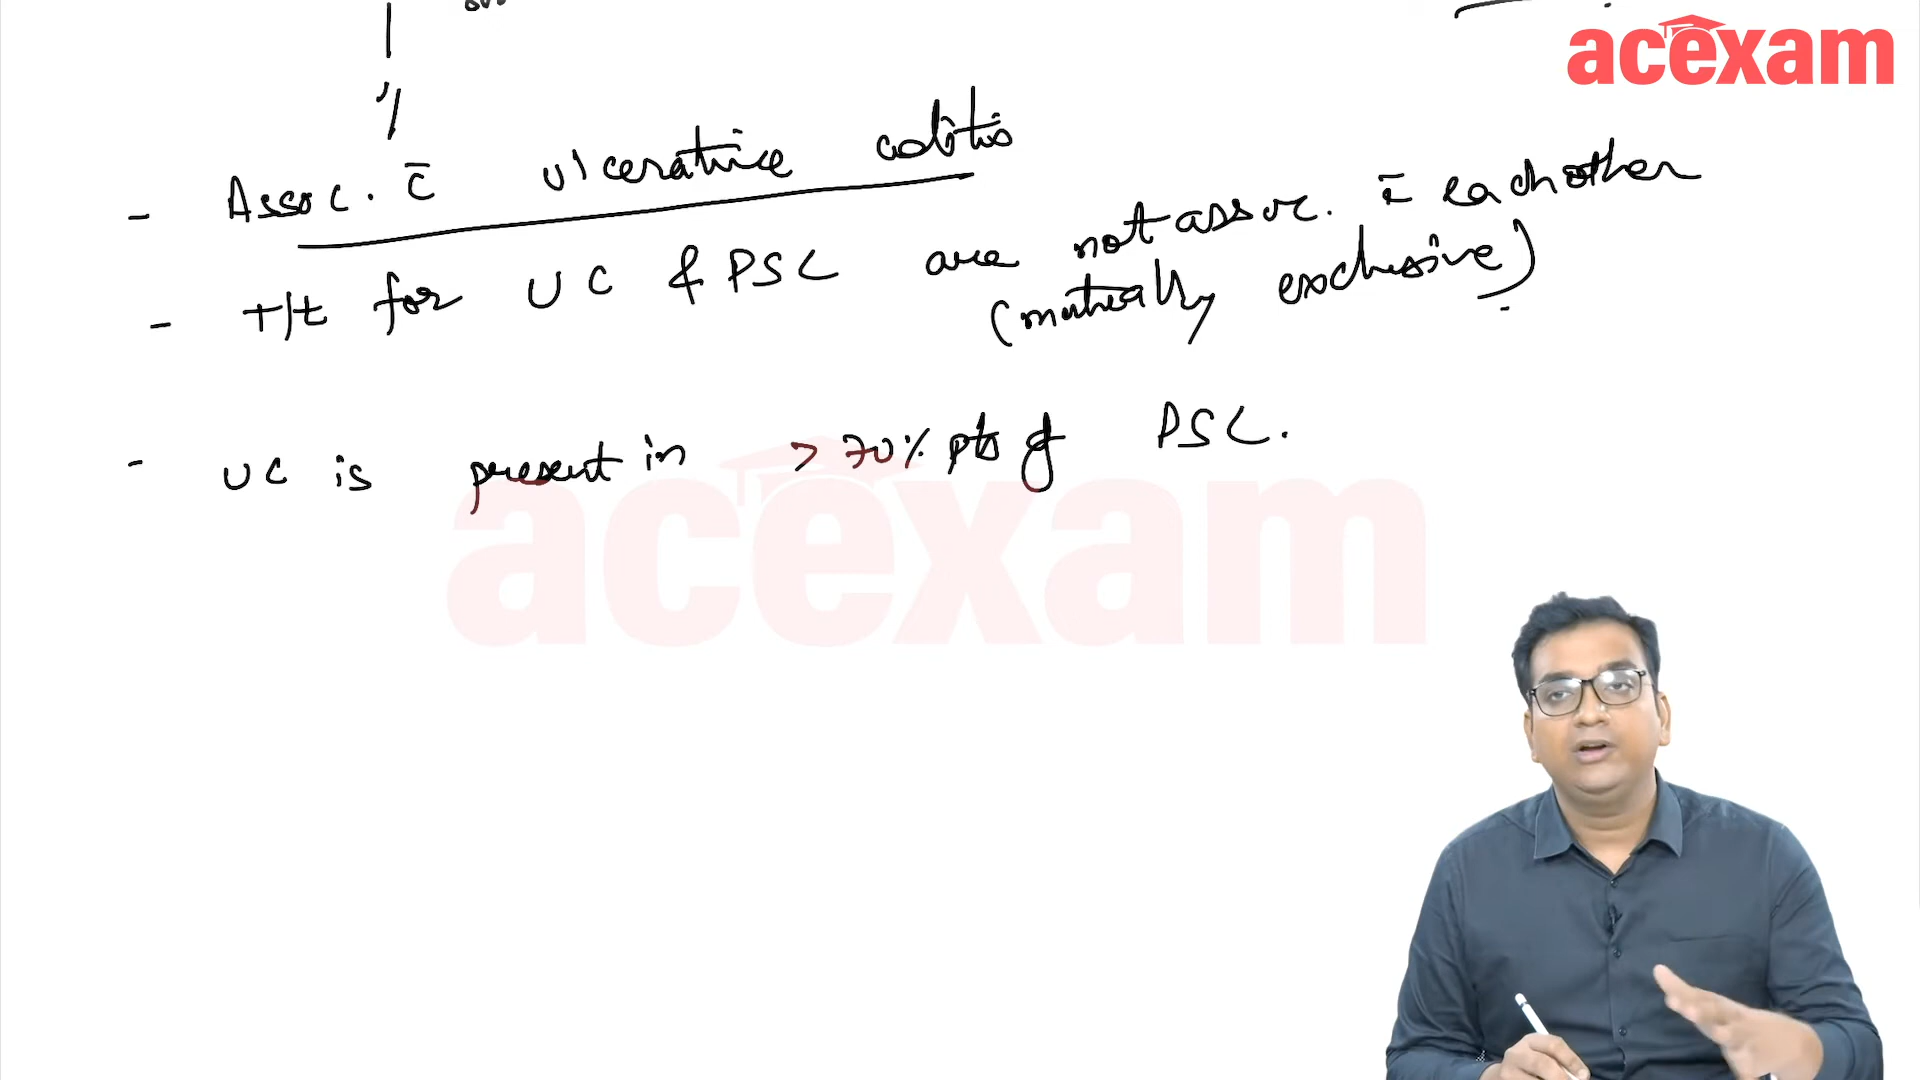 acexam
- Assoc. c̄ ulcerative colitis
- t/t for UC & PSC are not assoc. c̄ each other
(mutually exclusive)
- UC is present in > 70% pts of PSC.
acexam